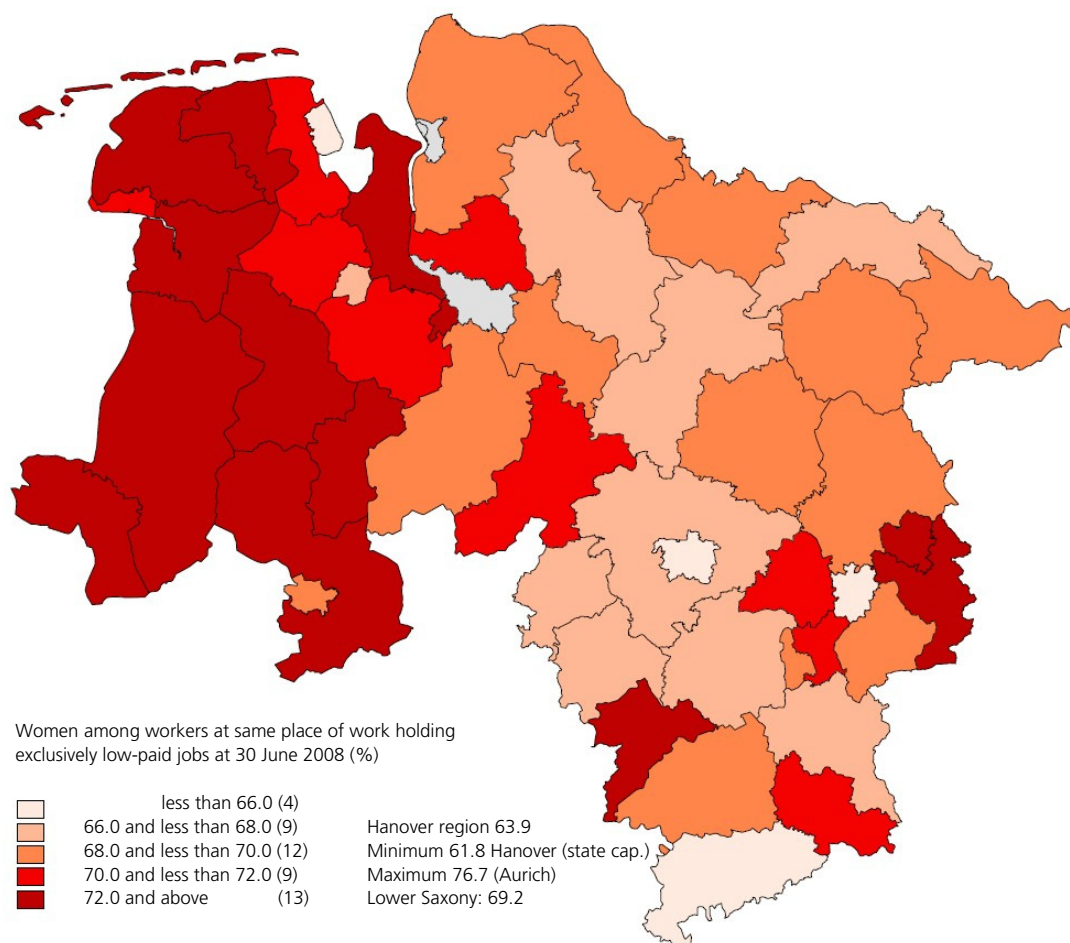 Women among workers at same place of work holding
exclusively low-paid jobs at 30 June 2008 (%)
less than 66.0 (4)
66.0 and less than 68.0 (9) Hanover region 63.9
68.0 and less than 70.0 (12) Minimum 61.8 Hanover (state cap.)
70.0 and less than 72.0 (9) Maximum 76.7 (Aurich)
72.0 and above (13) Lower Saxony: 69.2